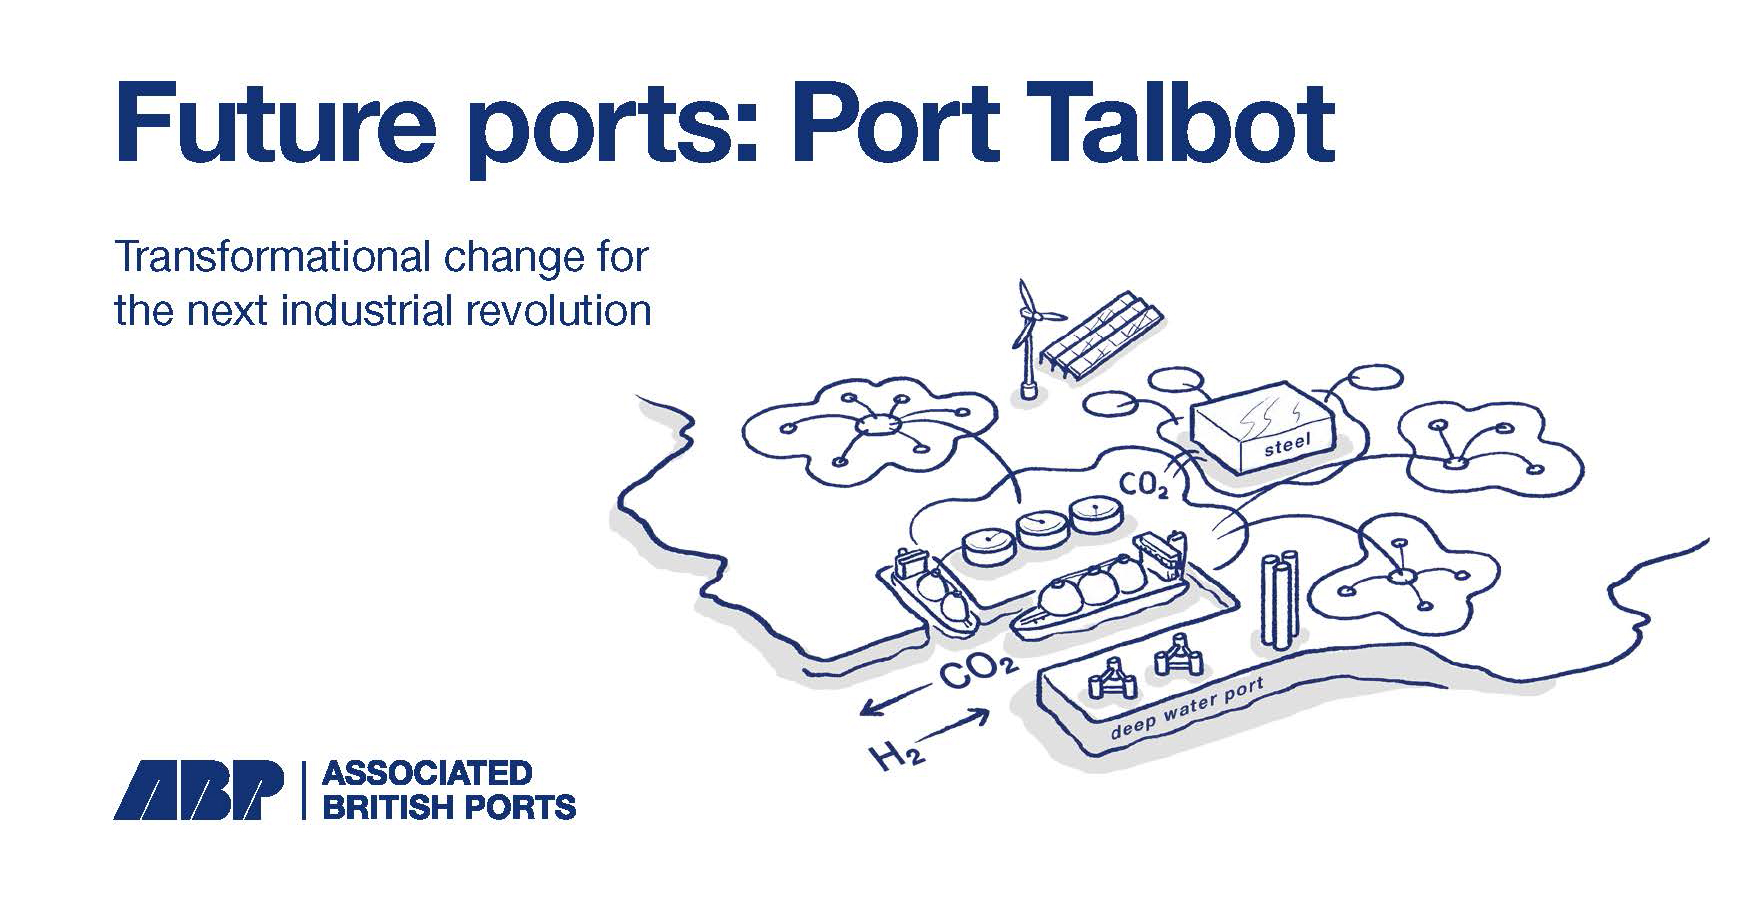 Future ports: Port Talbot
Transformational change for
the next industrial revolution
steel
CO₂
CO₂
H₂
deep water port
ABP
ASSOCIATED
BRITISH PORTS